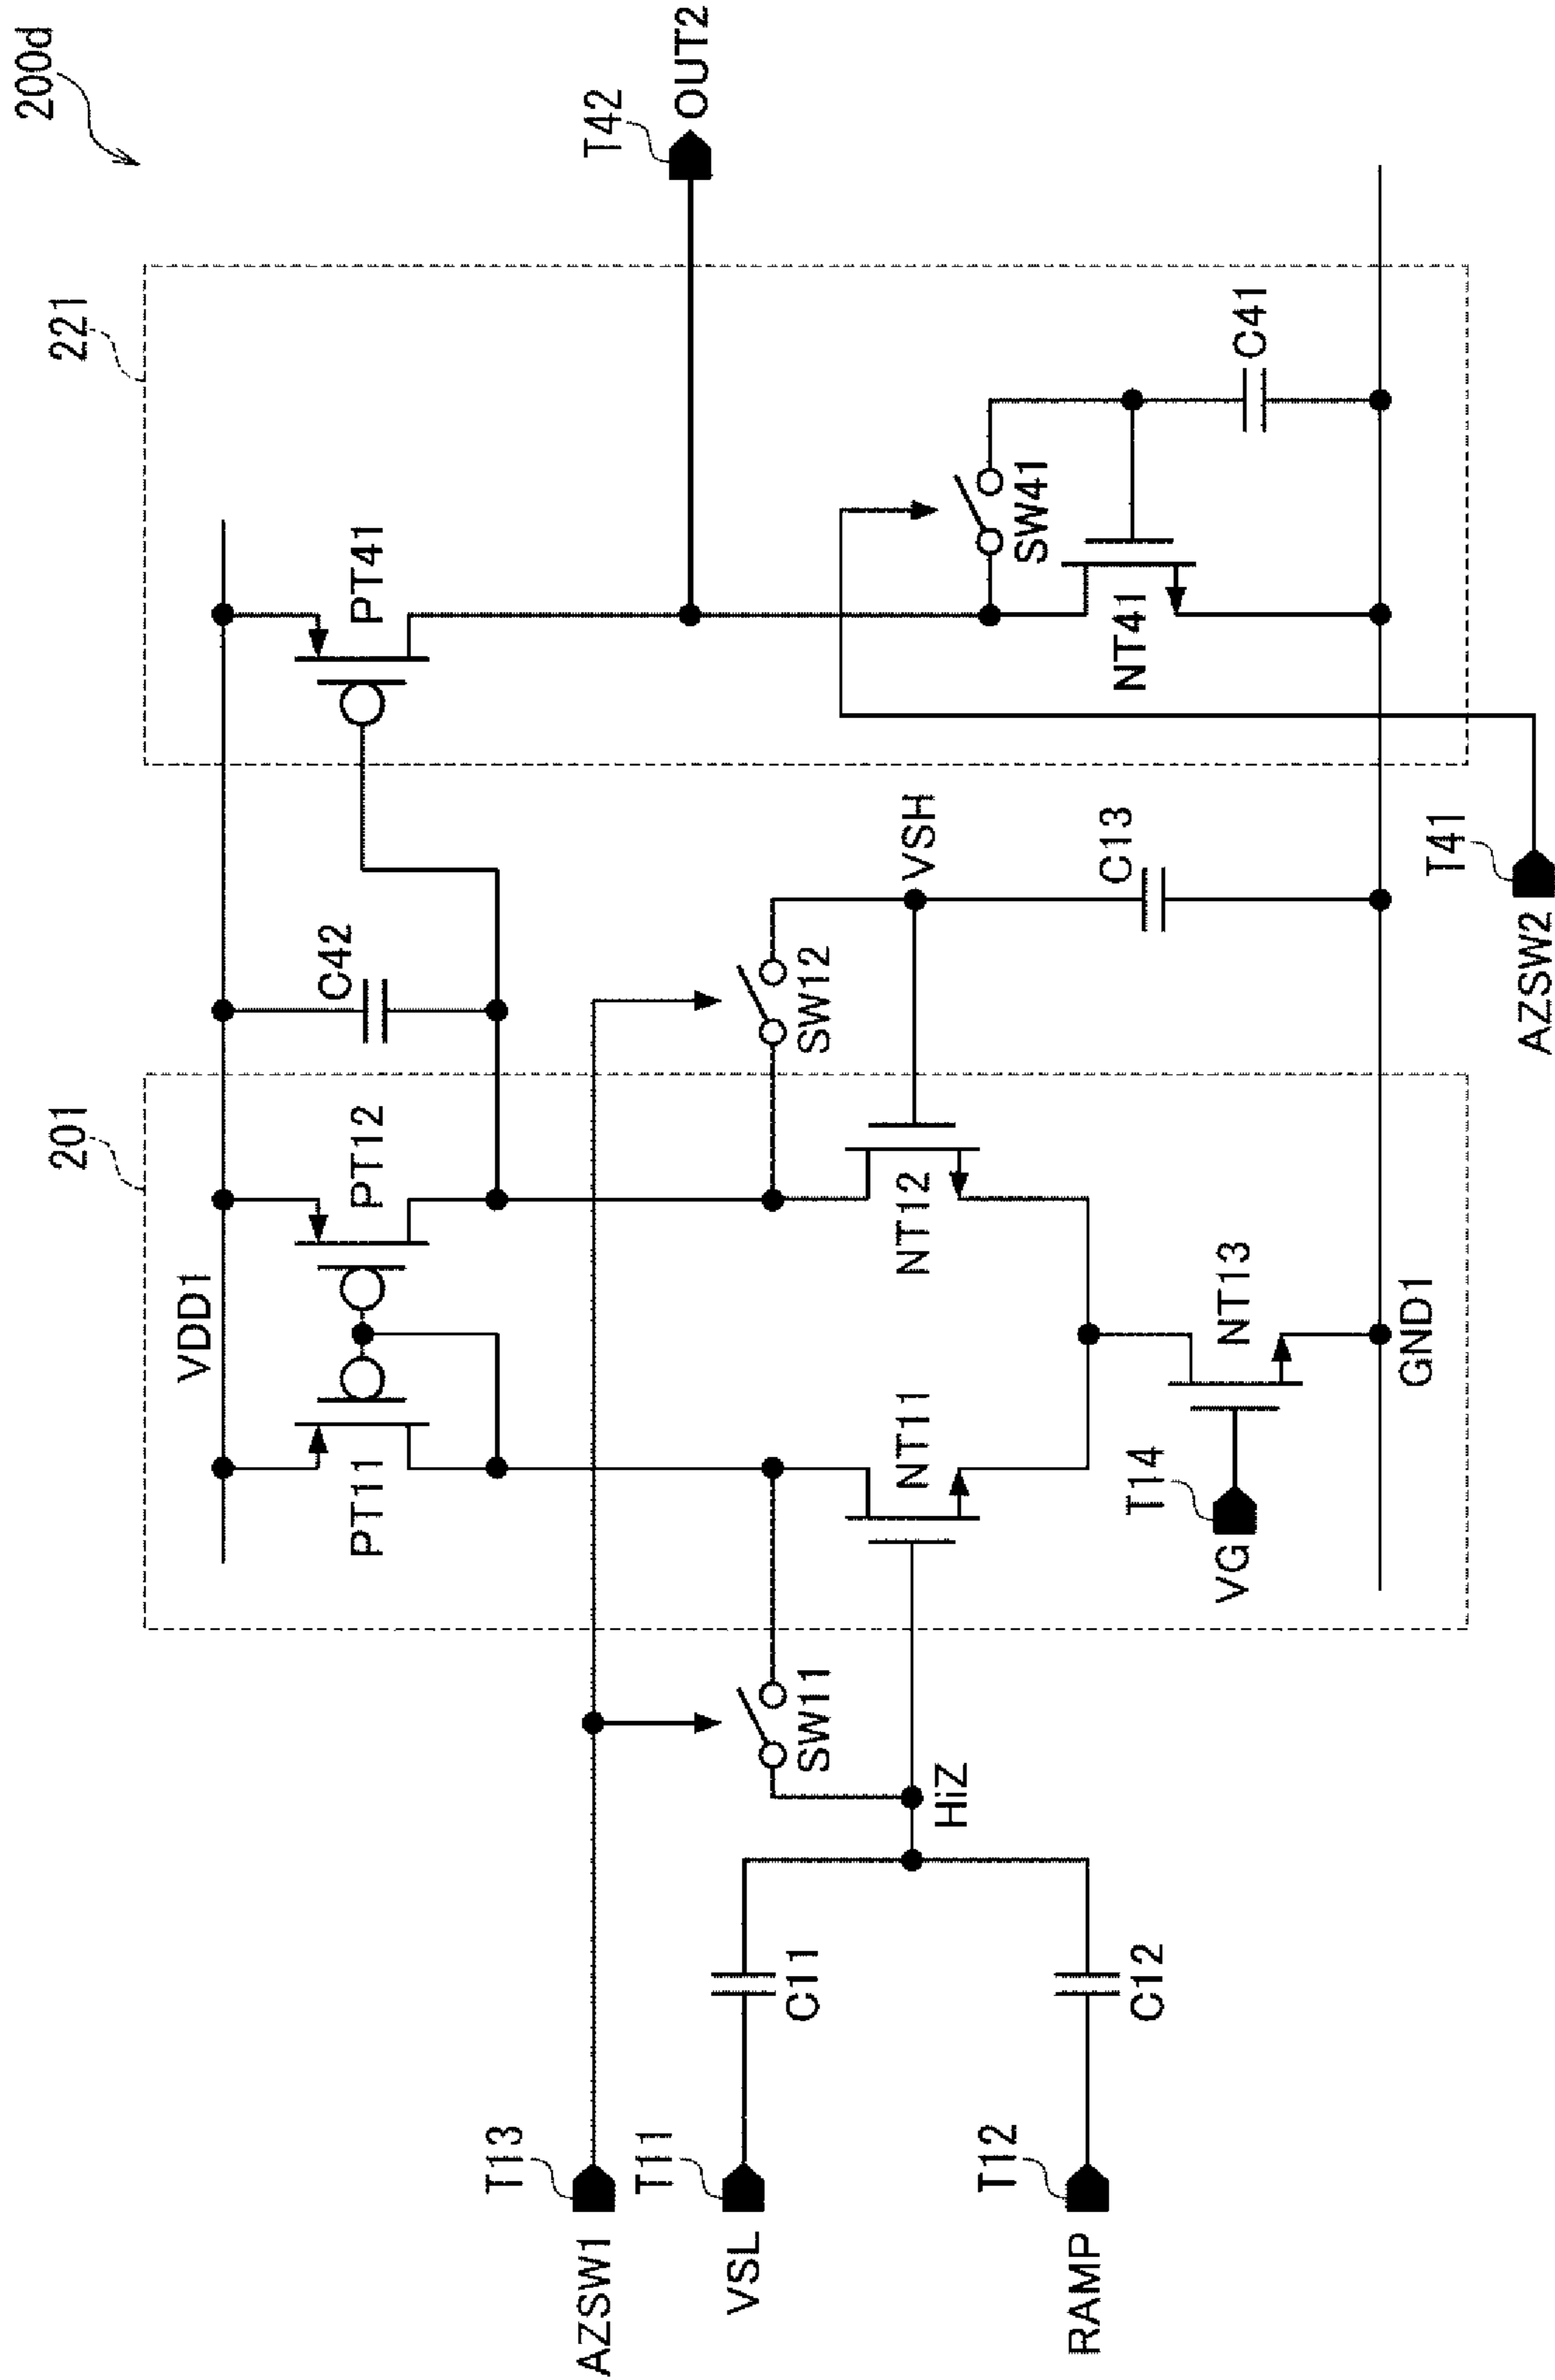 200d
201
221
VDD1
PT11
PT12
C42
PT41
T42
OUT2
T13
AZSW1
T11
VSL
C11
SW11
SW12
VSH
SW41
HiZ
NT11
NT12
NT41
C13
C41
T12
RAMP
C12
T14
VG
NT13
GND1
T41
AZSW2